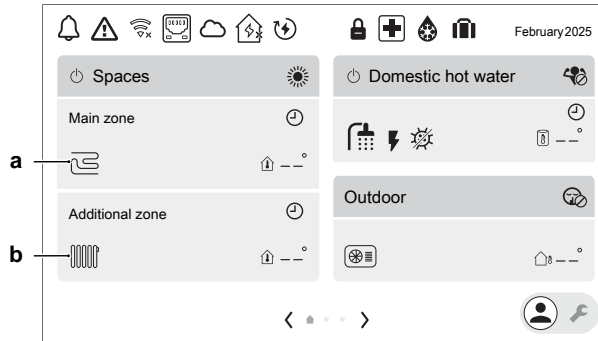 February 2025
Spaces
Domestic hot water
Main zone
a
– –°
– –°
Additional zone
Outdoor
b
– –°
– –°